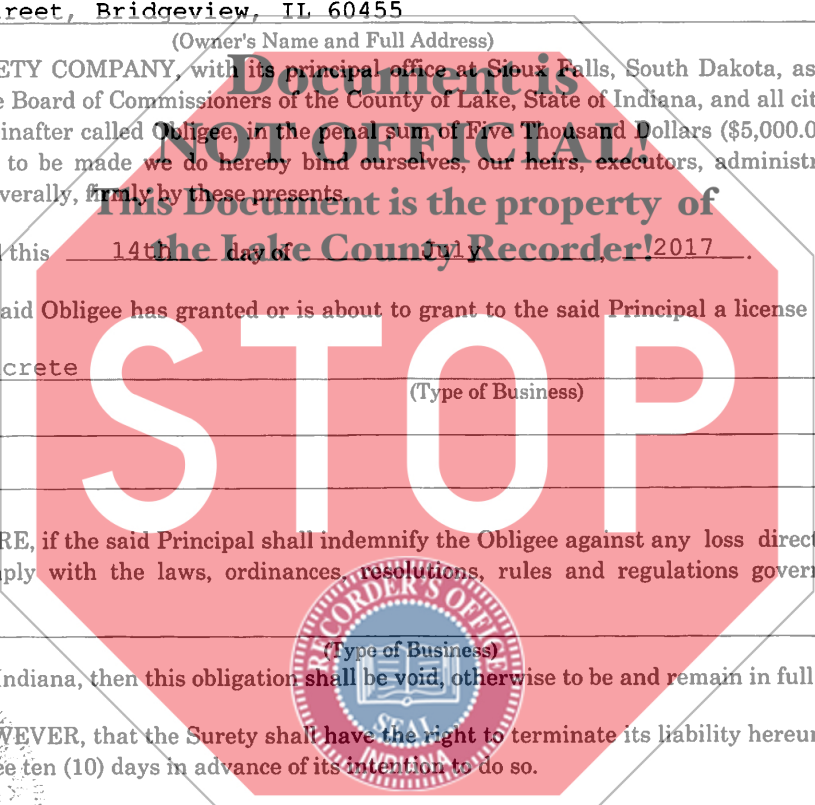 reet, Bridgeview, IL 60455
(Owner's Name and Full Address)
ETY COMPANY, with its principal office at Sioux Falls, South Dakota, as
Document is
e Board of Commissioners of the County of Lake, State of Indiana, and all cit
inafter called Obligee, in the penal sum of Five Thousand Dollars ($5,000.0
NOT OFFICIAL!
to be made we do hereby bind ourselves, our heirs, executors, administr
verally, firmly by these presents.
This Document is the property of
the Lake County Recorder!
this 14th day of July, 2017.
aid Obligee has granted or is about to grant to the said Principal a license
crete
(Type of Business)
STOP
RE, if the said Principal shall indemnify the Obligee against any loss direct
ply with the laws, ordinances, resolutions, rules and regulations govern
RECORDER'S OFFICE
(Type of Business)
Indiana, then this obligation shall be void, otherwise to be and remain in full
SEAL
WEVER, that the Surety shall have the right to terminate its liability hereun
INDIANA
ee ten (10) days in advance of its intention to do so.